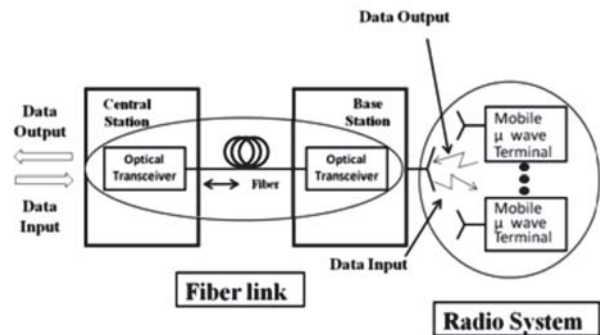 Data Output
Central
Station
Base
Station
Data
Output
Data
Input
Optical
Transceiver
Fiber
Optical
Transceiver
Mobile
μ wave
Terminal
Mobile
μ wave
Terminal
Data Input
Fiber link
Radio System